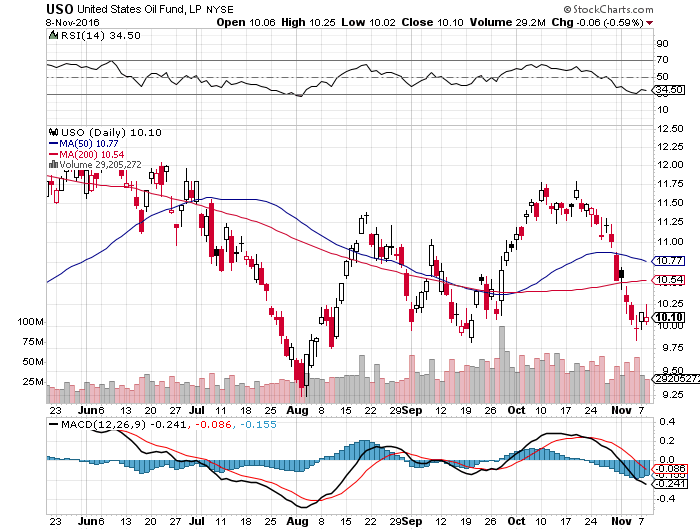 USO United States Oil Fund, LP NYSE © StockCharts.com
8-Nov-2016 Open 10.06 High 10.25 Low 10.02 Close 10.10 Volume 29.2M Chg -0.06 (-0.59%)
RSI(14) 34.50
90
70
50
34.50
30
10
USO (Daily) 10.10
MA(50) 10.77
MA(200) 10.54
Volume 29,205,272
12.50
12.25
12.00
11.75
11.50
11.25
11.00
10.77
10.54
10.25
10.10
10.00
9.75
9.50
9.25
100M
75M
50M
25M
29205272
23 Jun 6 13 20 27 Jul 11 18 25 Aug 8 15 22 29 Sep 12 19 26 Oct 10 17 24 Nov 7
MACD(12,26,9) -0.241, -0.086, -0.155
0.4
0.2
0.0
-0.086
-0.155
-0.241
-0.4
23 Jun 6 13 20 27 Jul 11 18 25 Aug 8 15 22 29 Sep 12 19 26 Oct 10 17 24 Nov 7